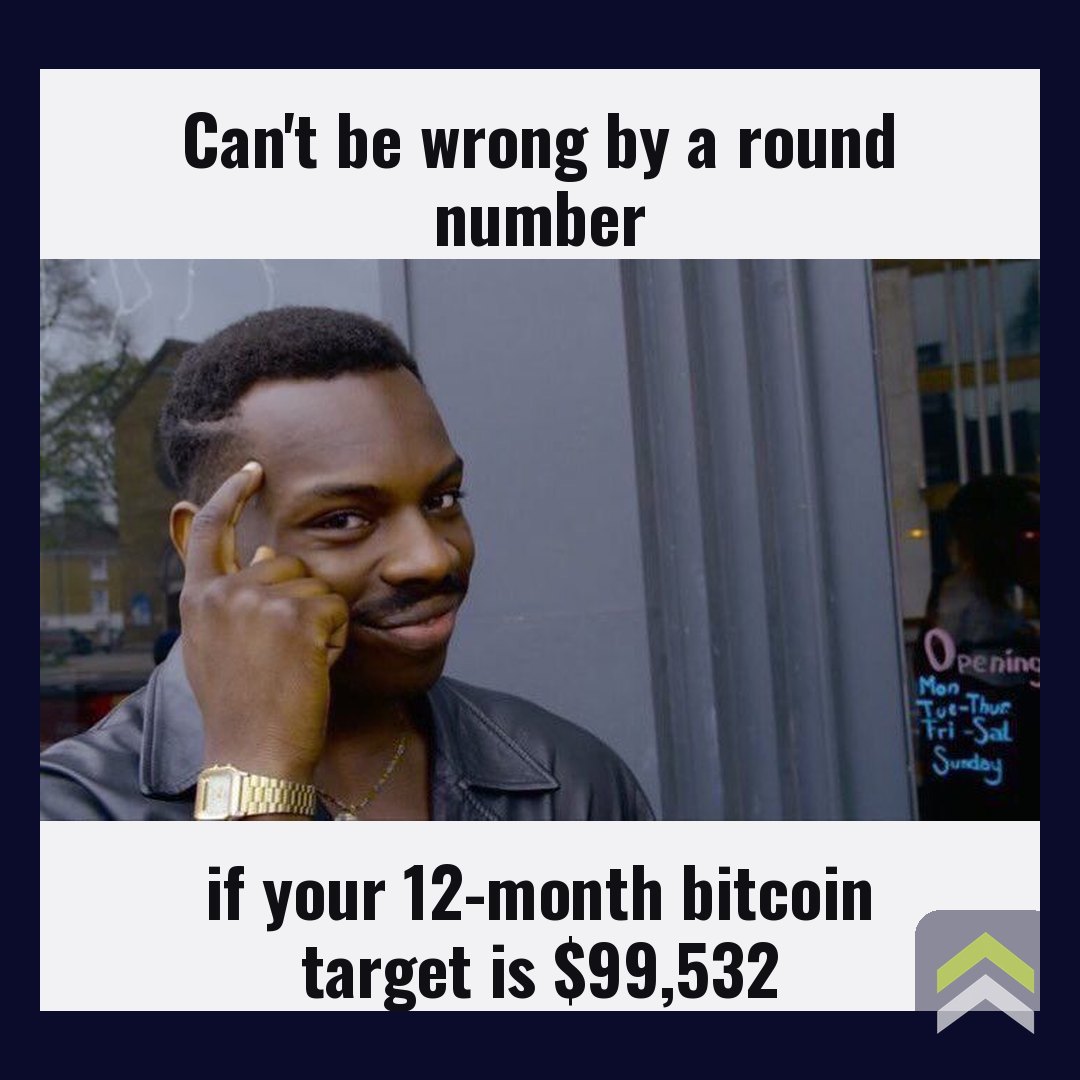 Can't be wrong by a round
number
Opening
Mon
Tue-Thur
Fri-Sat
Sunday
if your 12-month bitcoin
target is $99,532